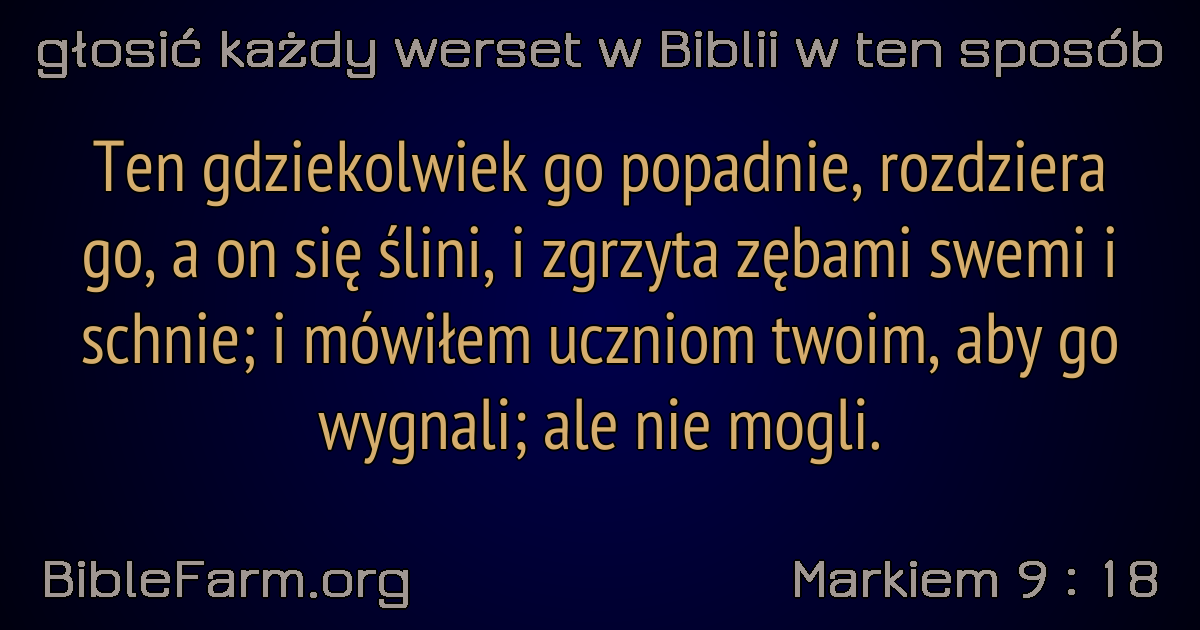 głosić każdy werset w Biblii w ten sposób
Ten gdziekolwiek go popadnie, rozdziera
go, a on się ślini, i zgrzyta zębami swemi i
schnie; i mówiłem uczniom twoim, aby go
wygnali; ale nie mogli.
BibleFarm.org
Markiem 9 : 18